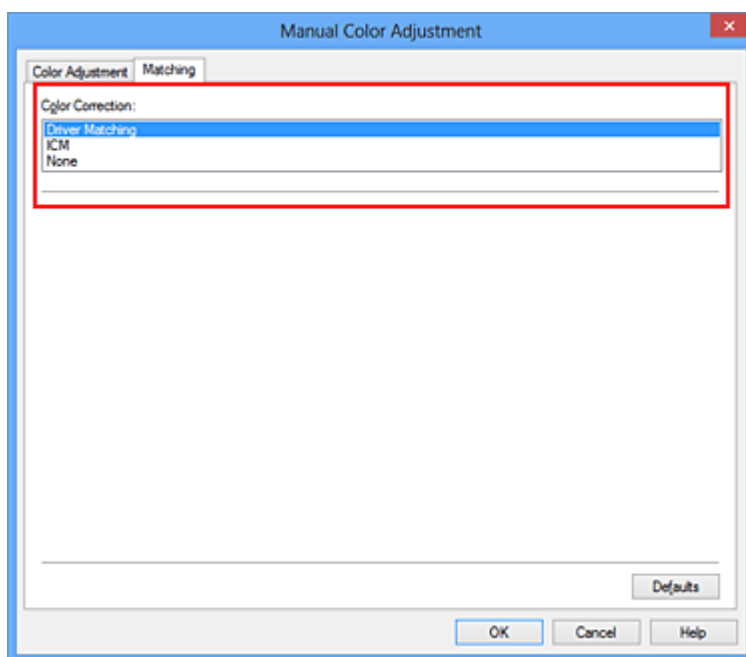 Manual Color Adjustment
Color Adjustment Matching
Color Correction:
Driver Matching
ICM
None
Defaults
OK Cancel Help